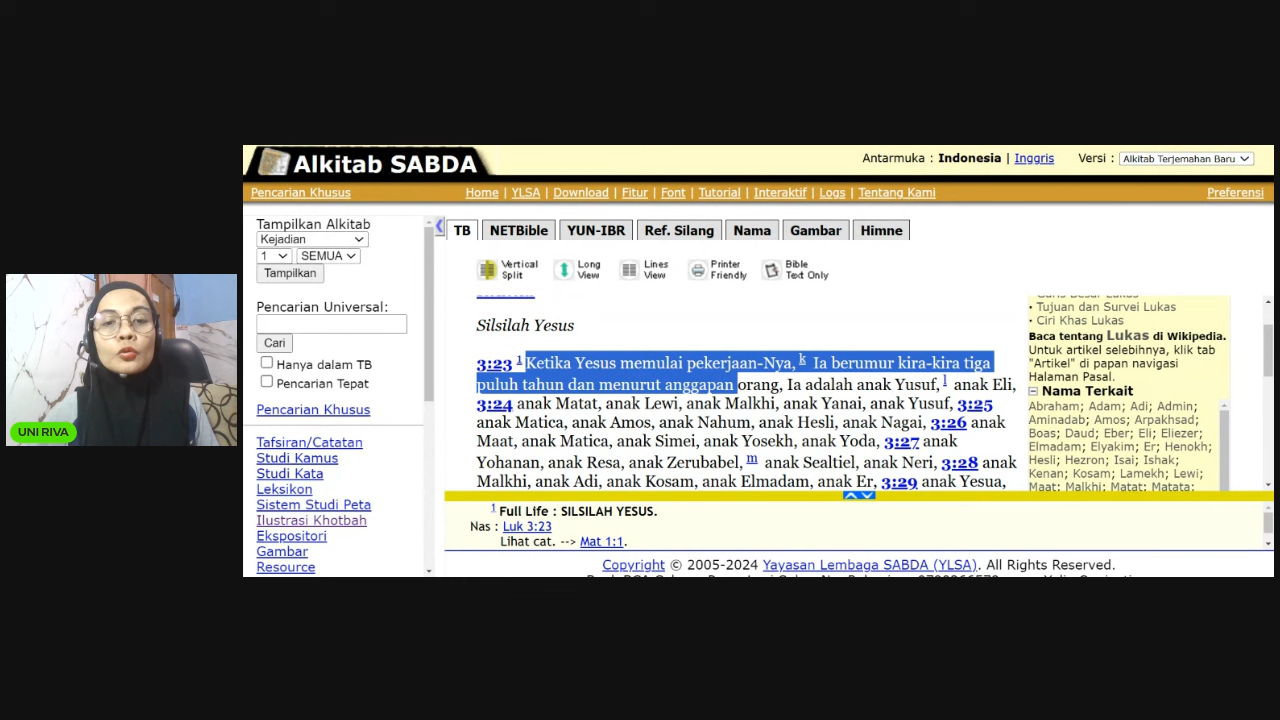 Alkitab SABDA
Antarmuka : Indonesia | Inggris Versi : Alkitab Terjemahan Baru
Pencarian Khusus
Home | YLSA | Download | Fitur | Font | Tutorial | Interaktif | Logs | Tentang Kami
Preferensi
Tampilkan Alkitab
Kejadian
1 SEMUA
Tampilkan
Pencarian Universal:
Cari
Hanya dalam TB
Pencarian Tepat
Pencarian Khusus
Tafsiran/Catatan
Studi Kamus
Studi Kata
Leksikon
Sistem Studi Peta
Ilustrasi Khotbah
Ekspositori
Gambar
Resource
TB NETBible YUN-IBR Ref. Silang Nama Gambar Himne
Vertical Split Long View Lines View Printer Friendly Bible Text Only
Silsilah Yesus
3:23 1 Ketika Yesus memulai pekerjaan-Nya, k Ia berumur kira-kira tiga
puluh tahun dan menurut anggapan orang, Ia adalah anak Yusuf, l anak Eli,
3:24 anak Matat, anak Lewi, anak Malkhi, anak Yanai, anak Yusuf, 3:25
anak Matica, anak Amos, anak Nahum, anak Hesli, anak Nagai, 3:26 anak
Maat, anak Matica, anak Simei, anak Yosekh, anak Yoda, 3:27 anak
Yohanan, anak Resa, anak Zerubabel, m anak Sealtiel, anak Neri, 3:28 anak
Malkhi, anak Adi, anak Kosam, anak Elmadam, anak Er, 3:29 anak Yesua,
Garis Besar Lukas
• Tujuan dan Survei Lukas
• Ciri Khas Lukas
Baca tentang Lukas di Wikipedia.
Untuk artikel selebihnya, klik tab
"Artikel" di papan navigasi
Halaman Pasal.
Nama Terkait
Abraham; Adam; Adi; Admin;
Aminadab; Amos; Arpakhsad;
Boas; Daud; Eber; Eli; Eliezer;
Elmadam; Elyakim; Er; Henokh;
Hesli; Hezron; Isai; Ishak;
Kenan; Kosam; Lamekh; Lewi;
Maat; Malkhi; Matat; Matata;
1 Full Life : SILSILAH YESUS.
Nas : Luk 3:23
Lihat cat. --> Mat 1:1.
Copyright © 2005-2024 Yayasan Lembaga SABDA (YLSA). All Rights Reserved.
UNI RIVA